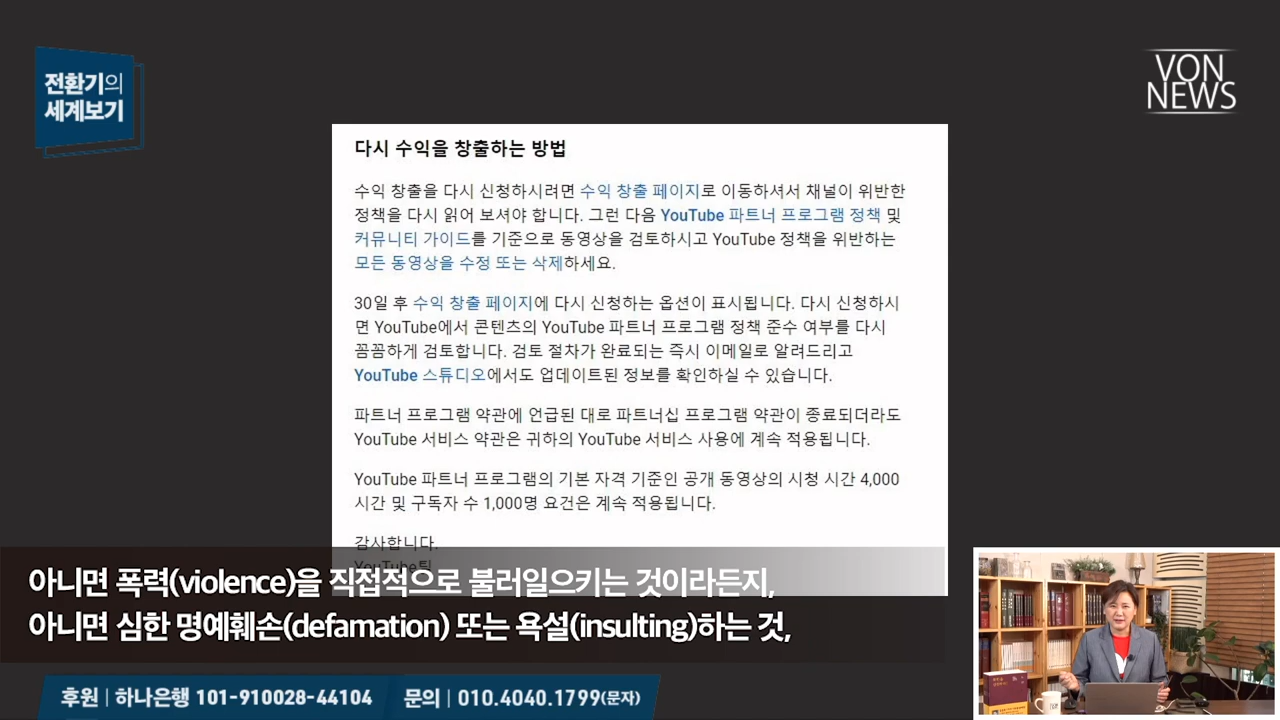 전환기의
세계보기
VON
NEWS
다시 수익을 창출하는 방법
수익 창출을 다시 신청하시려면 수익 창출 페이지로 이동하셔서 채널이 위반한
정책을 다시 읽어 보셔야 합니다. 그런 다음 YouTube 파트너 프로그램 정책 및
커뮤니티 가이드를 기준으로 동영상을 검토하시고 YouTube 정책을 위반하는
모든 동영상을 수정 또는 삭제하세요.
30일 후 수익 창출 페이지에 다시 신청하는 옵션이 표시됩니다. 다시 신청하시
면 YouTube에서 콘텐츠의 YouTube 파트너 프로그램 정책 준수 여부를 다시
꼼꼼하게 검토합니다. 검토 절차가 완료되는 즉시 이메일로 알려드리고
YouTube 스튜디오에서도 업데이트된 정보를 확인하실 수 있습니다.
파트너 프로그램 약관에 언급된 대로 파트너십 프로그램 약관이 종료되더라도
YouTube 서비스 약관은 귀하의 YouTube 서비스 사용에 계속 적용됩니다.
YouTube 파트너 프로그램의 기본 자격 기준인 공개 동영상의 시청 시간 4,000
시간 및 구독자 수 1,000명 요건은 계속 적용됩니다.
감사합니다.
YouTube팀
아니면 폭력(violence)을 직접적으로 불러일으키는 것이라든지,
아니면 심한 명예훼손(defamation) 또는 욕설(insulting)하는 것,
후원 | 하나은행 101-910028-44104 문의 | 010.4040.1799(문자)